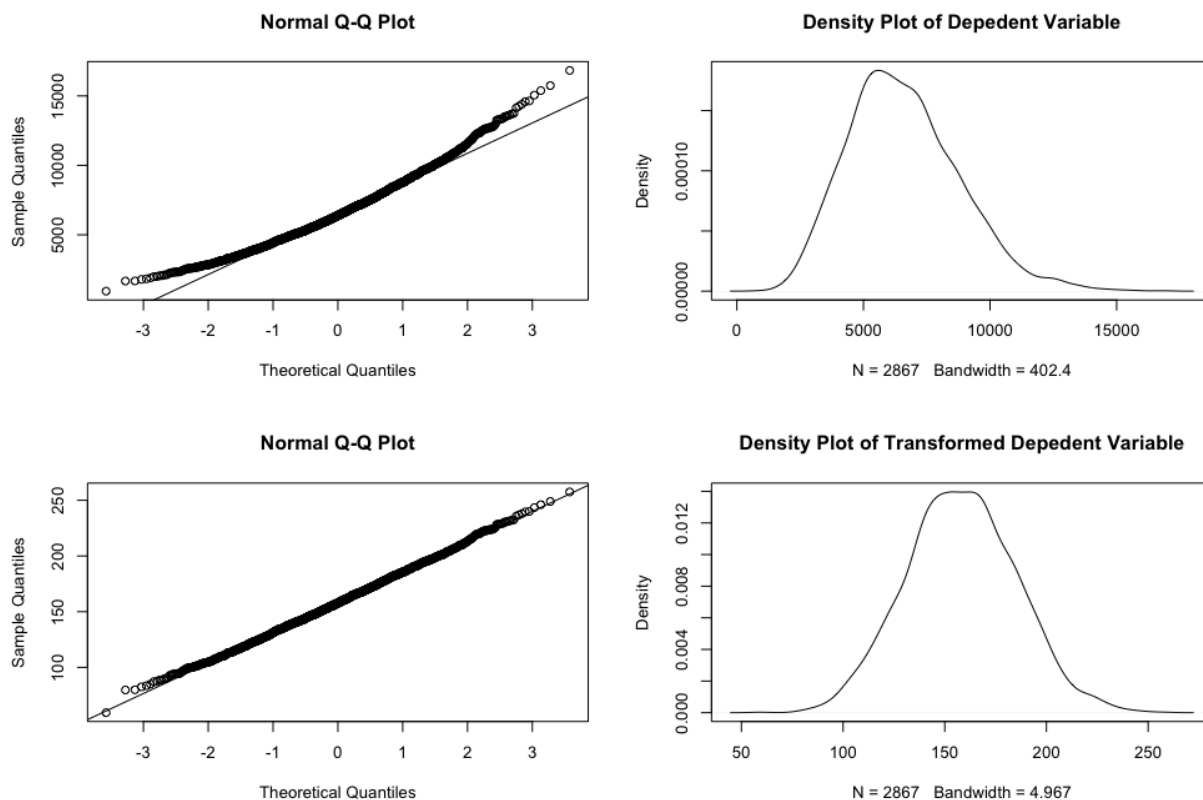 Normal Q-Q Plot
Sample Quantiles
15000
10000
5000
-3 -2 -1 0 1 2 3
Theoretical Quantiles
Density Plot of Depedent Variable
Density
0.00010
0.00000
0 5000 10000 15000
N = 2867 Bandwidth = 402.4
Normal Q-Q Plot
Sample Quantiles
250
200
150
100
-3 -2 -1 0 1 2 3
Theoretical Quantiles
Density Plot of Transformed Depedent Variable
Density
0.012
0.008
0.004
0.000
50 100 150 200 250
N = 2867 Bandwidth = 4.967